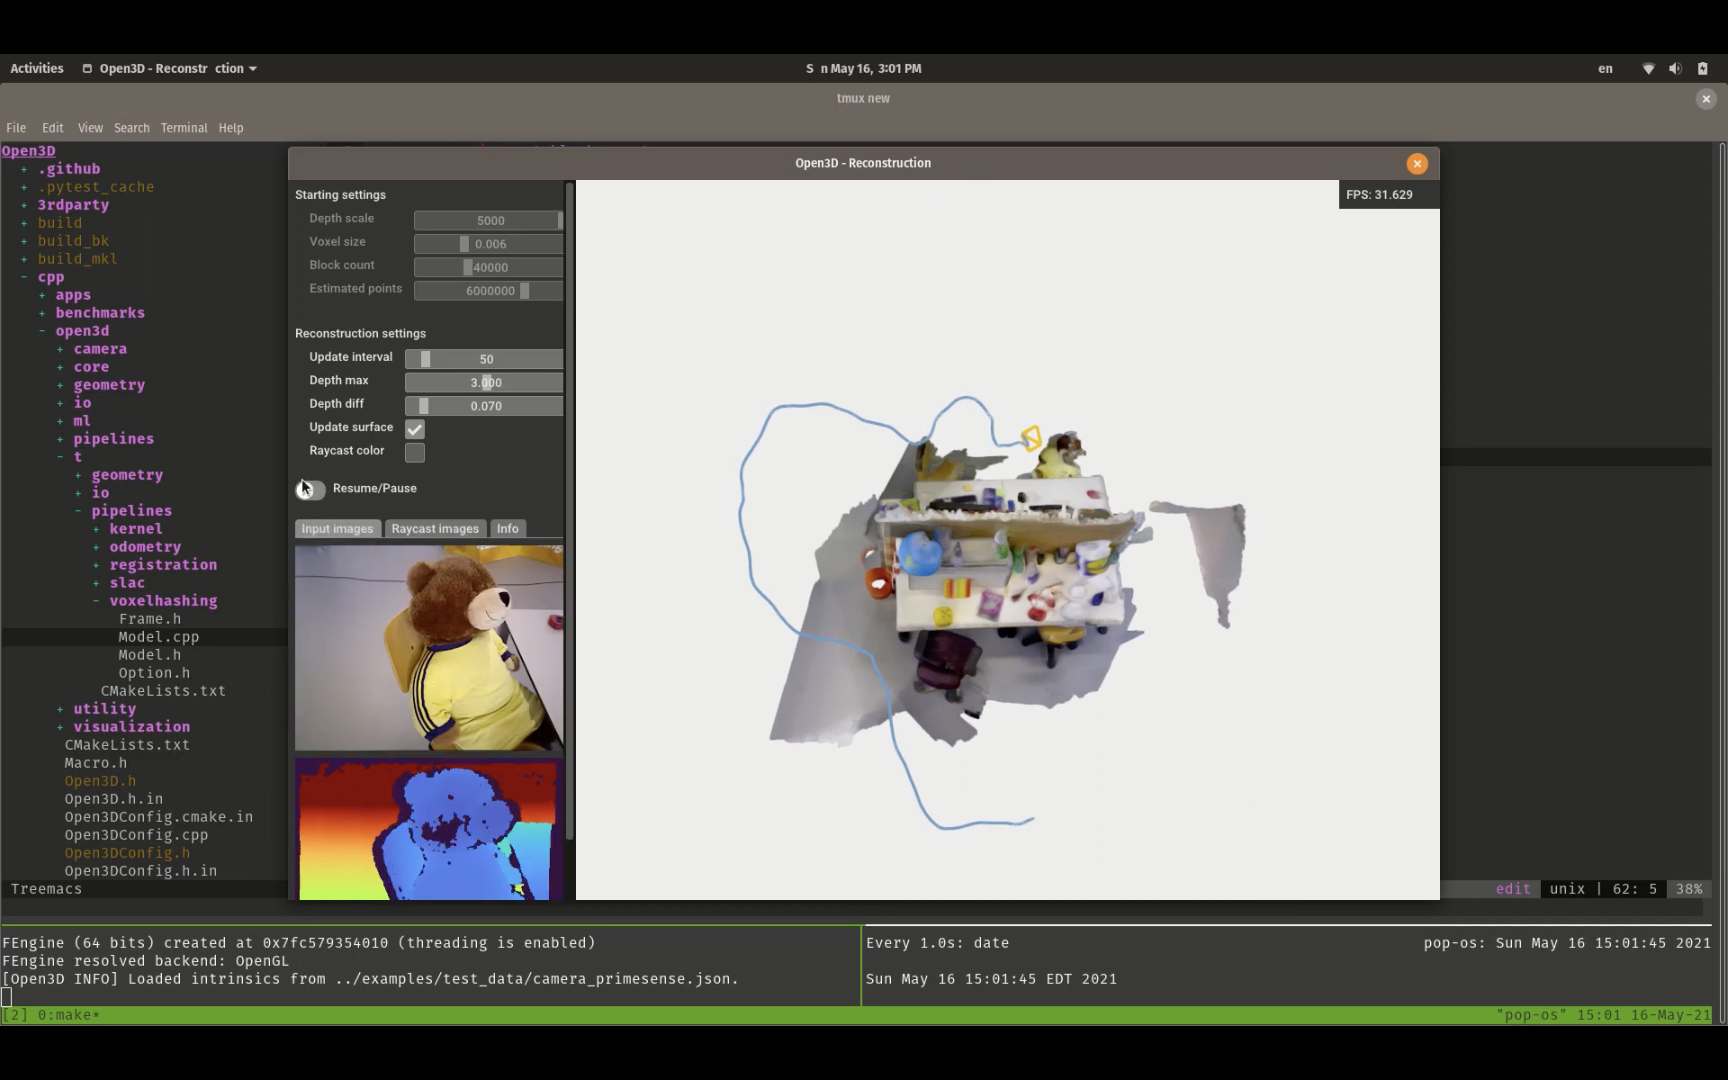 Activities
Open3D - Reconstr ction
S n May 16, 3:01 PM
en
tmux new
File Edit View Search Terminal Help
Open3D
+ .github
+ .pytest_cache
+ 3rdparty
+ build
+ build_bk
+ build_mkl
- cpp
+ apps
+ benchmarks
- open3d
+ camera
+ core
+ geometry
+ io
+ ml
+ pipelines
- t
+ geometry
+ io
- pipelines
+ kernel
+ odometry
+ registration
+ slac
- voxelhashing
Frame.h
Model.cpp
Model.h
Option.h
CMakeLists.txt
+ utility
+ visualization
CMakeLists.txt
Macro.h
Open3D.h
Open3D.h.in
Open3DConfig.cmake.in
Open3DConfig.cpp
Open3DConfig.h
Open3DConfig.h.in
Treemacs
Open3D - Reconstruction
Starting settings
Depth scale 5000
Voxel size 0.006
Block count 40000
Estimated points 6000000
Reconstruction settings
Update interval 50
Depth max 3.000
Depth diff 0.070
Update surface
Raycast color
Resume/Pause
Input images Raycast images Info
FPS: 31.629
edit unix | 62: 5 38%
FEngine (64 bits) created at 0x7fc579354010 (threading is enabled)
FEngine resolved backend: OpenGL
[Open3D INFO] Loaded intrinsics from ../examples/test_data/camera_primesense.json.
Every 1.0s: date
pop-os: Sun May 16 15:01:45 2021
Sun May 16 15:01:45 EDT 2021
[2] 0:make*
"pop-os" 15:01 16-May-21